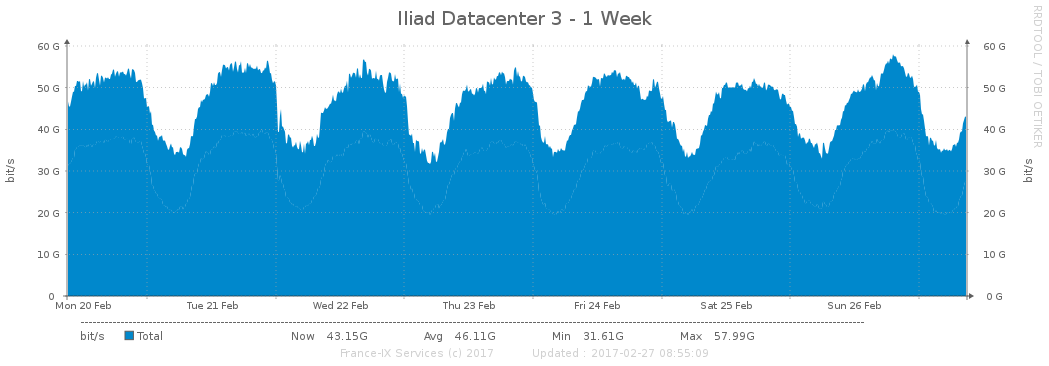 Iliad Datacenter 3 - 1 Week
RRDTOOL / TOBI OETIKER
60 G 60 G
50 G 50 G
40 G 40 G
30 G 30 G
20 G 20 G
10 G 10 G
0 0 G
bit/s bit/s
Mon 20 Feb Tue 21 Feb Wed 22 Feb Thu 23 Feb Fri 24 Feb Sat 25 Feb Sun 26 Feb
bit/s Total Now 43.15G Avg 46.11G Min 31.61G Max 57.99G
France-IX Services (c) 2017 Updated : 2017-02-27 08:55:09